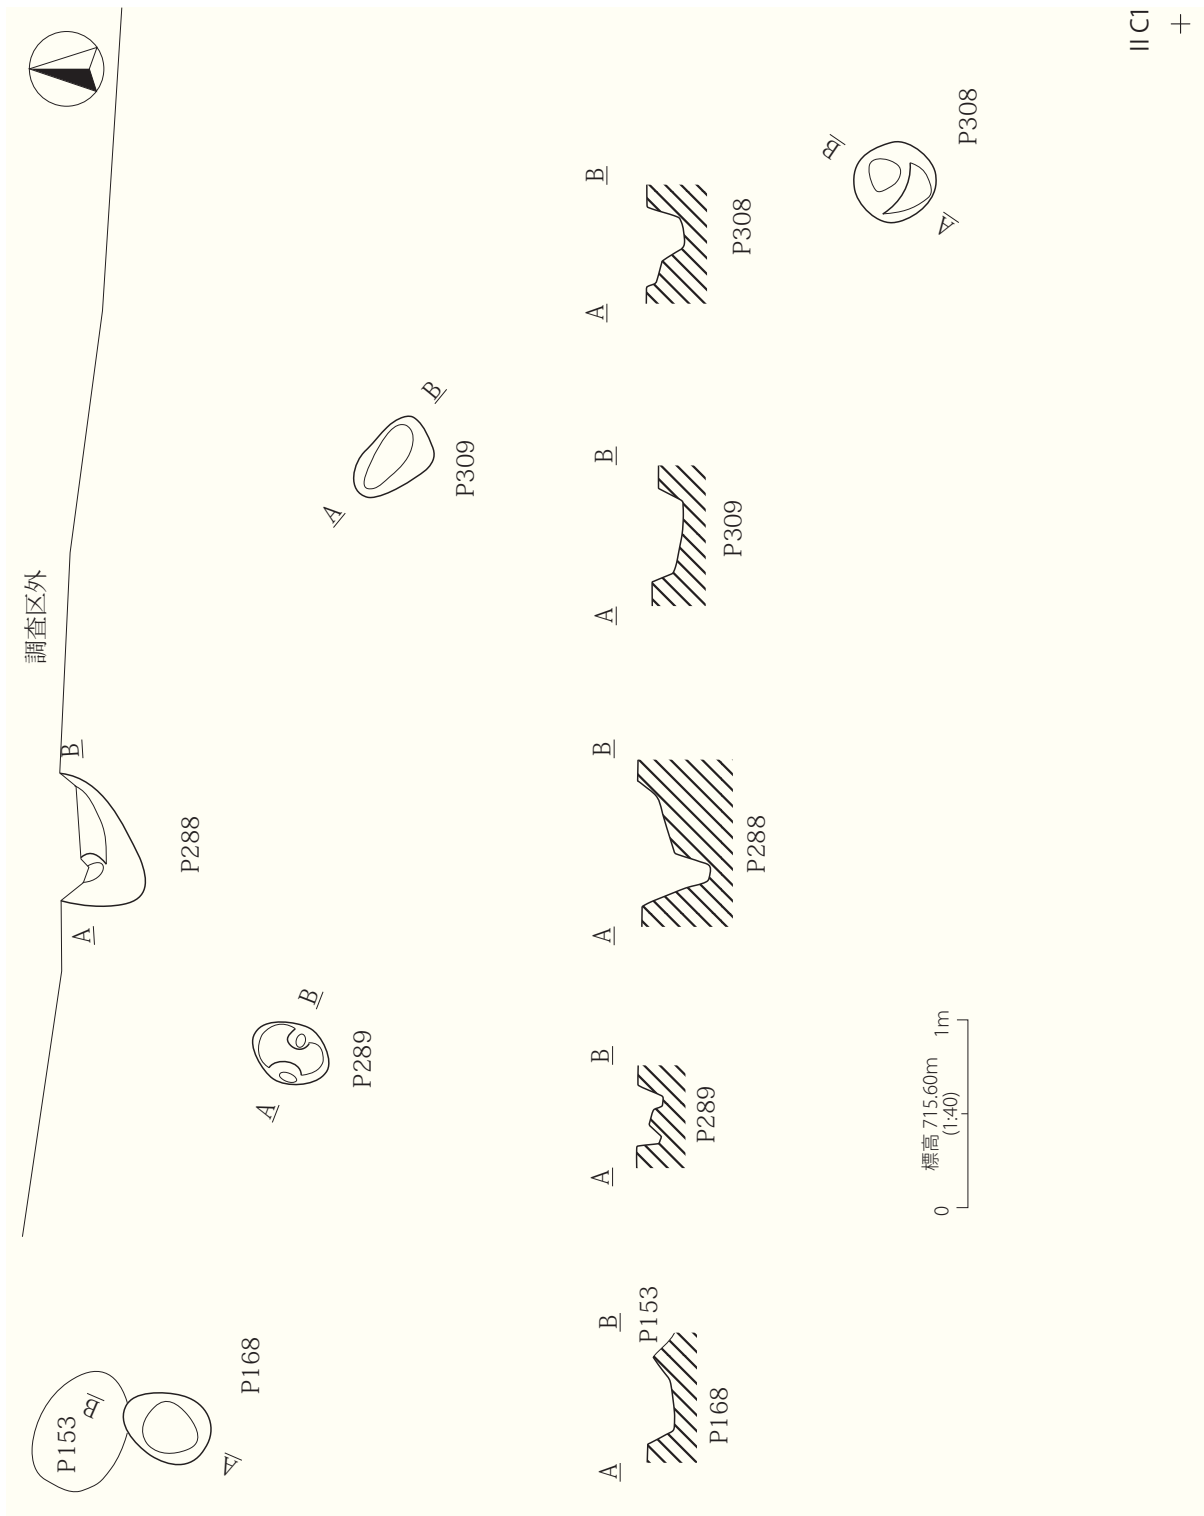 調査区外
P153
B
A
P168
A
B
P289
A
B
P288
A
B
P309
B
A
P308
A
B
P153
P168
A
B
P289
A
B
P288
A
B
P309
A
B
P308
標高 715.60m
(1:40)
0
1m
II C1